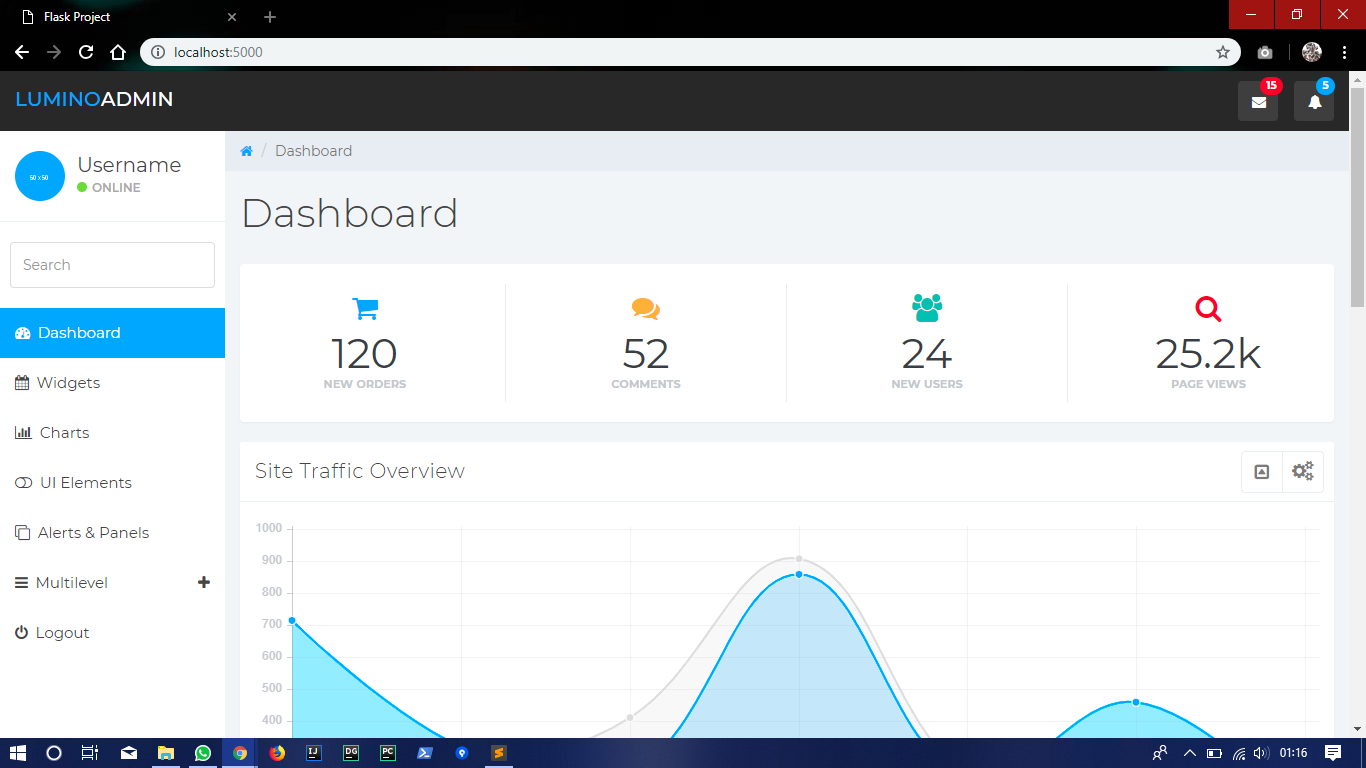 Flask Project
localhost:5000
LUMINOADMIN
15
5
50 x 50
Username
ONLINE
Search
Dashboard
Widgets
Charts
UI Elements
Alerts & Panels
Multilevel
Logout
/ Dashboard
Dashboard
120
NEW ORDERS
52
COMMENTS
24
NEW USERS
25.2k
PAGE VIEWS
Site Traffic Overview
1000
900
800
700
600
500
400
IJ
DG
PC
01:16